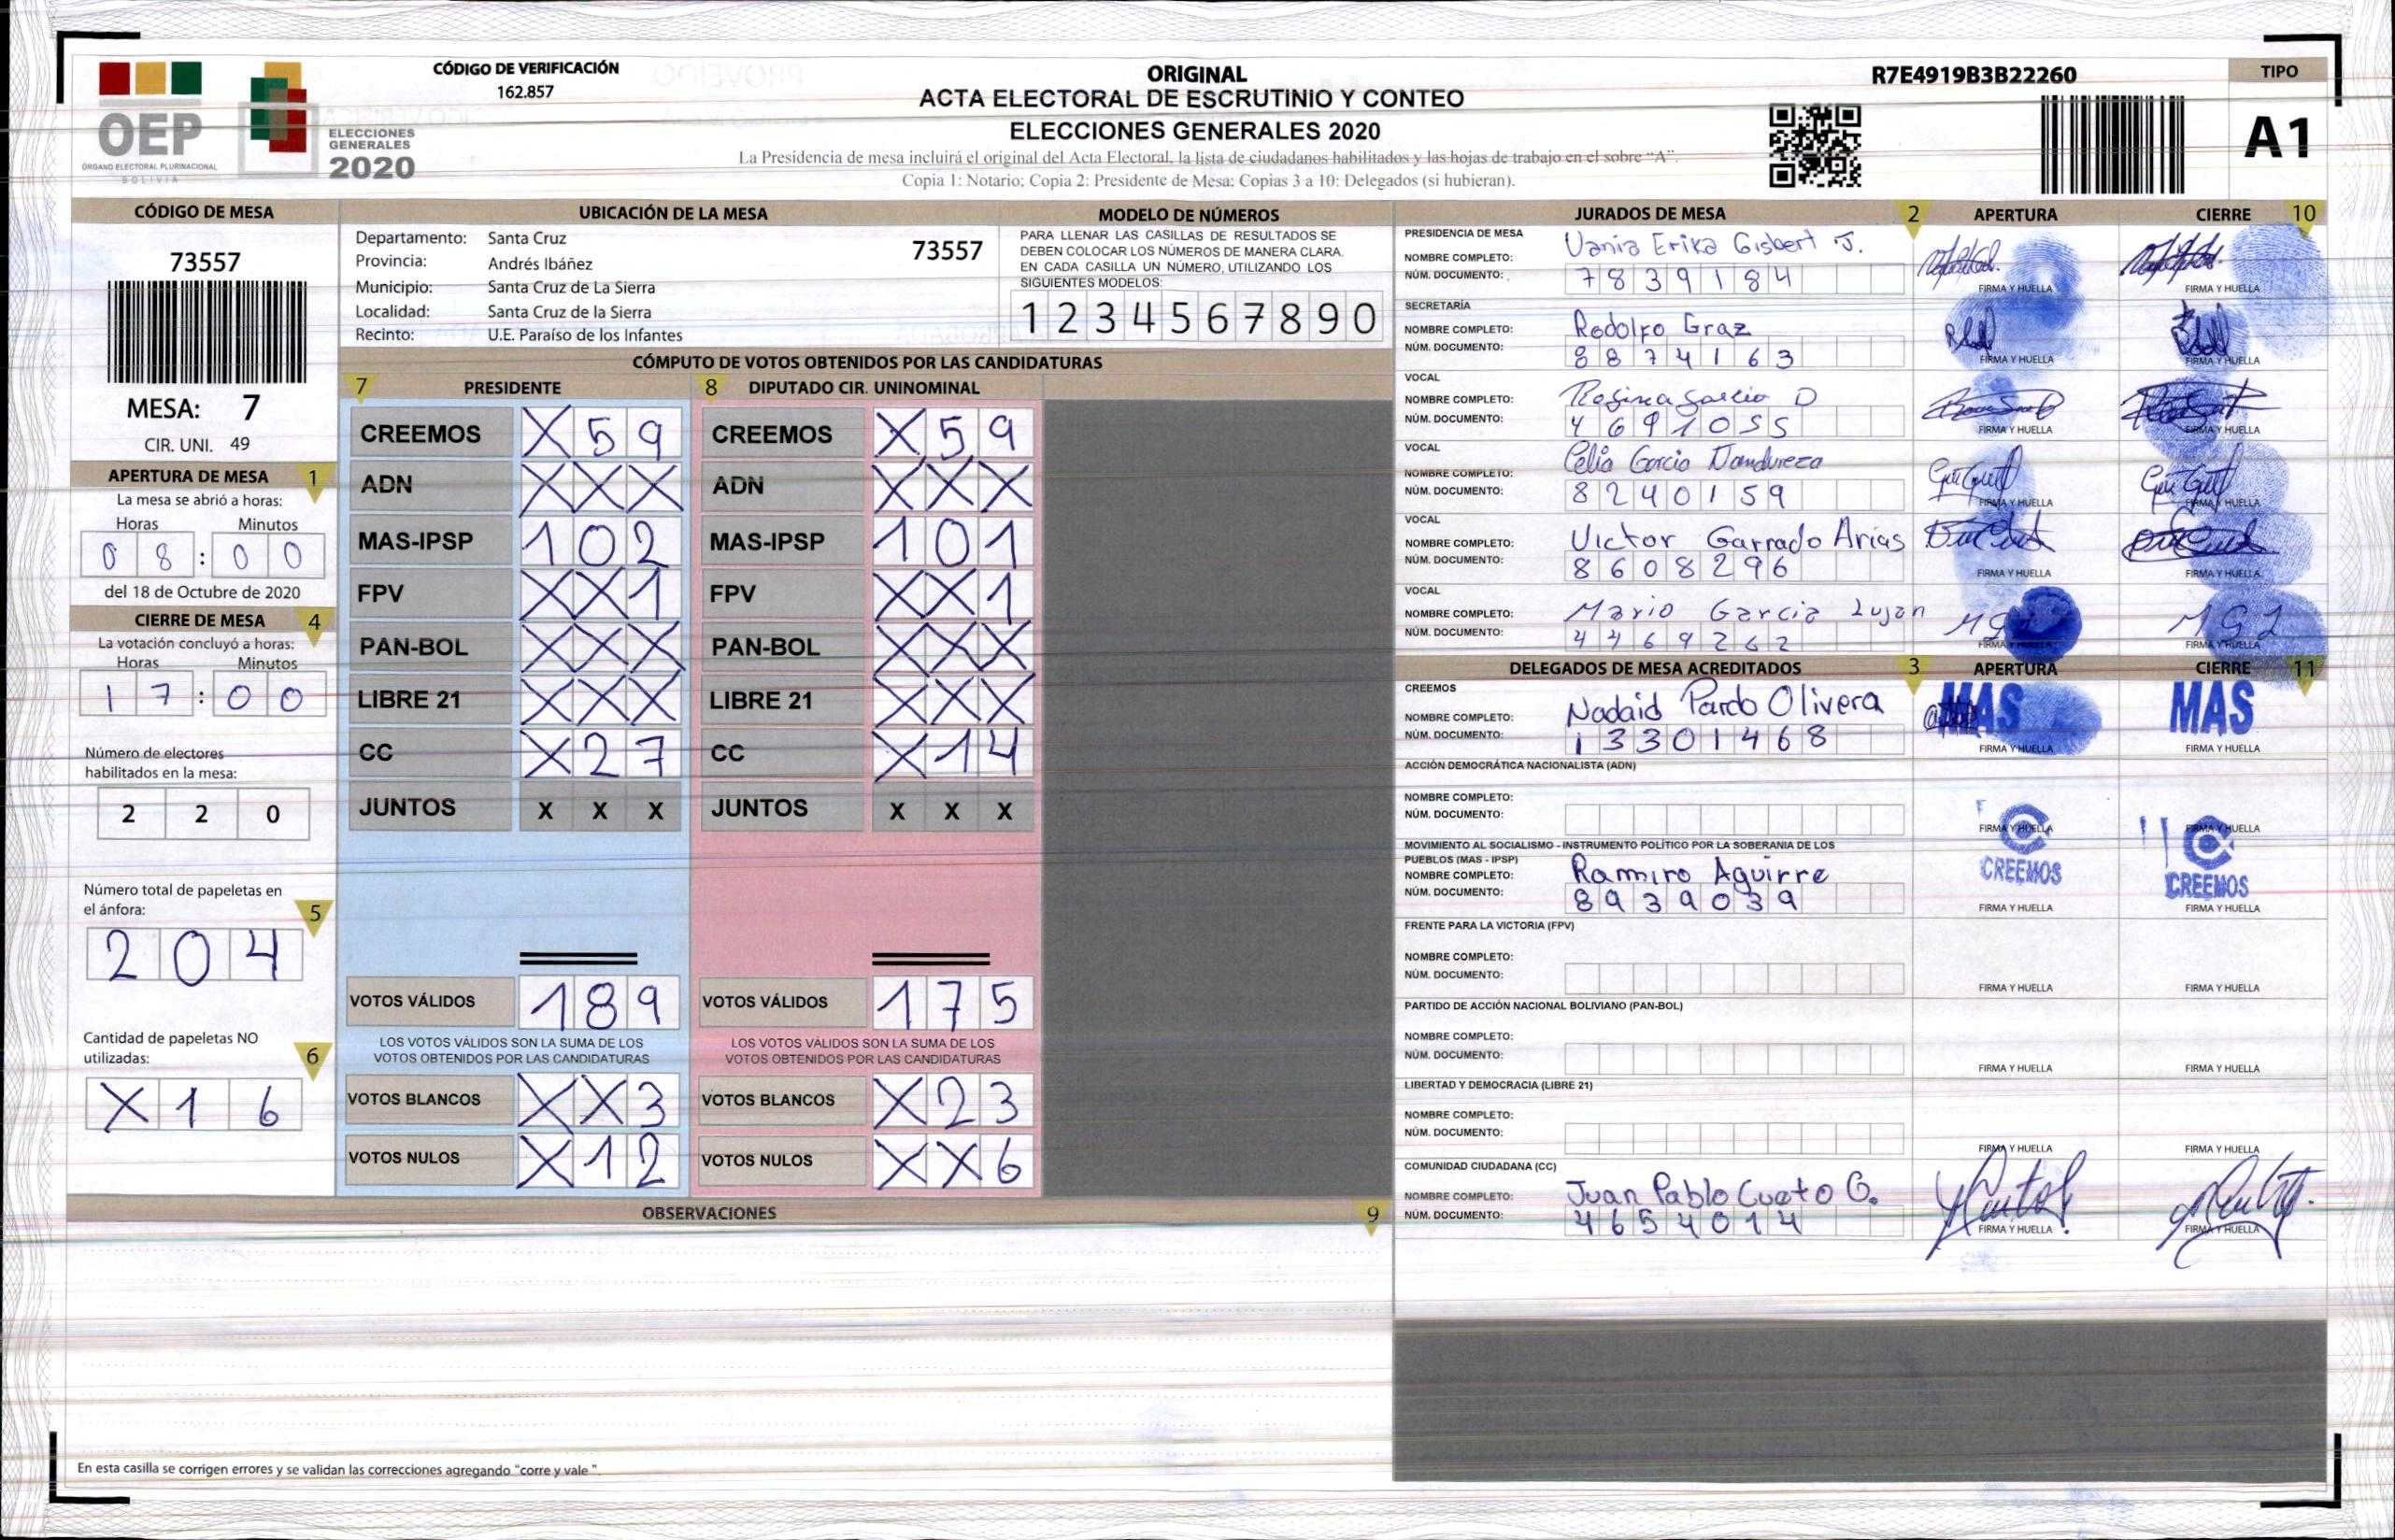 CÓDIGO DE VERIFICACIÓN
162.857
OEP
ÓRGANO ELECTORAL PLURINACIONAL
BOLIVIA
ELECCIONES
GENERALES
2020
ORIGINAL
ACTA ELECTORAL DE ESCRUTINIO Y CONTEO
ELECCIONES GENERALES 2020
La Presidencia de mesa incluirá el original del Acta Electoral, la lista de ciudadanos habilitados y las hojas de trabajo en el sobre "A".
Copia 1: Notario; Copia 2: Presidente de Mesa; Copias 3 a 10: Delegados (si hubieran).
R7E4919B3B22260
TIPO
A1
CÓDIGO DE MESA
73557
MESA: 7
CIR. UNI. 49
APERTURA DE MESA 1
La mesa se abrió a horas:
Horas Minutos
0 8 : 0 0
del 18 de Octubre de 2020
CIERRE DE MESA 4
La votación concluyó a horas:
Horas Minutos
1 7 : 0 0
Número de electores
habilitados en la mesa:
2 2 0
Número total de papeletas en
el ánfora: 5
2 0 4
Cantidad de papeletas NO
utilizadas: 6
X 1 6
UBICACIÓN DE LA MESA
Departamento: Santa Cruz 73557
Provincia: Andrés Ibáñez
Municipio: Santa Cruz de La Sierra
Localidad: Santa Cruz de la Sierra
Recinto: U.E. Paraíso de los Infantes
MODELO DE NÚMEROS
PARA LLENAR LAS CASILLAS DE RESULTADOS SE
DEBEN COLOCAR LOS NÚMEROS DE MANERA CLARA.
EN CADA CASILLA UN NÚMERO, UTILIZANDO LOS
SIGUIENTES MODELOS:
1 2 3 4 5 6 7 8 9 0
CÓMPUTO DE VOTOS OBTENIDOS POR LAS CANDIDATURAS
7 PRESIDENTE 8 DIPUTADO CIR. UNINOMINAL
CREEMOS X 5 9 CREEMOS X 5 9
ADN X X X ADN X X X
MAS-IPSP 1 0 2 MAS-IPSP 1 0 1
FPV X X 1 FPV X X 1
PAN-BOL X X X PAN-BOL X X X
LIBRE 21 X X X LIBRE 21 X X X
CC X 2 7 CC X 1 4
JUNTOS X X X JUNTOS X X X
VOTOS VÁLIDOS 1 8 9 VOTOS VÁLIDOS 1 7 5
LOS VOTOS VÁLIDOS SON LA SUMA DE LOS LOS VOTOS VÁLIDOS SON LA SUMA DE LOS
VOTOS OBTENIDOS POR LAS CANDIDATURAS VOTOS OBTENIDOS POR LAS CANDIDATURAS
VOTOS BLANCOS X X 3 VOTOS BLANCOS X 2 3
VOTOS NULOS X 1 2 VOTOS NULOS X X 6
OBSERVACIONES 9
En esta casilla se corrigen errores y se validan las correcciones agregando "corre y vale".
JURADOS DE MESA 2 APERTURA CIERRE 10
PRESIDENCIA DE MESA
NOMBRE COMPLETO: Vania Erika Gisbert J.
NÚM. DOCUMENTO: 7 8 3 9 1 8 4
FIRMA Y HUELLA FIRMA Y HUELLA
SECRETARÍA
NOMBRE COMPLETO: Rodolfo Graz
NÚM. DOCUMENTO: 8 8 7 4 1 6 3
FIRMA Y HUELLA FIRMA Y HUELLA
VOCAL
NOMBRE COMPLETO: D
NÚM. DOCUMENTO: 4 6 9 1 0 5 5
FIRMA Y HUELLA FIRMA Y HUELLA
VOCAL
NOMBRE COMPLETO: Celia Garcia
NÚM. DOCUMENTO: 8 2 4 0 1 5 9
FIRMA Y HUELLA FIRMA Y HUELLA
VOCAL
NOMBRE COMPLETO: Victor Garrado Arias
NÚM. DOCUMENTO: 8 6 0 8 2 9 6
FIRMA Y HUELLA FIRMA Y HUELLA
VOCAL
NOMBRE COMPLETO: Mario Garcia Lujan
NÚM. DOCUMENTO: 4 4 6 9 2 6 2
MGL MGL
FIRMA Y HUELLA FIRMA Y HUELLA
DELEGADOS DE MESA ACREDITADOS 3 APERTURA CIERRE 11
CREEMOS
NOMBRE COMPLETO: Nadaid Pardo Olivera
NÚM. DOCUMENTO: 1 3 3 0 1 4 6 8
MAS MAS
FIRMA Y HUELLA FIRMA Y HUELLA
ACCIÓN DEMOCRÁTICA NACIONALISTA (ADN)
NOMBRE COMPLETO:
NÚM. DOCUMENTO:
FIRMA Y HUELLA FIRMA Y HUELLA
MOVIMIENTO AL SOCIALISMO - INSTRUMENTO POLÍTICO POR LA SOBERANIA DE LOS
PUEBLOS (MAS - IPSP)
NOMBRE COMPLETO: Ramiro Aguirre
NÚM. DOCUMENTO: 8 9 3 9 0 3 9
CREEMOS CREEMOS
FIRMA Y HUELLA FIRMA Y HUELLA
FRENTE PARA LA VICTORIA (FPV)
NOMBRE COMPLETO:
NÚM. DOCUMENTO:
FIRMA Y HUELLA FIRMA Y HUELLA
PARTIDO DE ACCIÓN NACIONAL BOLIVIANO (PAN-BOL)
NOMBRE COMPLETO:
NÚM. DOCUMENTO:
FIRMA Y HUELLA FIRMA Y HUELLA
LIBERTAD Y DEMOCRACIA (LIBRE 21)
NOMBRE COMPLETO:
NÚM. DOCUMENTO:
FIRMA Y HUELLA FIRMA Y HUELLA
COMUNIDAD CIUDADANA (CC)
NOMBRE COMPLETO: Juan Pablo Cueto G.
NÚM. DOCUMENTO: 4 6 5 4 0 1 4
FIRMA Y HUELLA FIRMA Y HUELLA